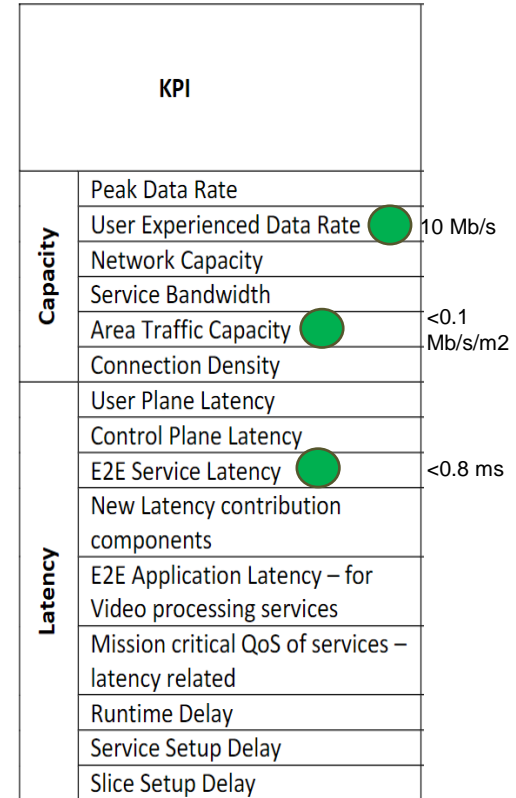 KPI
Capacity
Peak Data Rate
User Experienced Data Rate
10 Mb/s
Network Capacity
Service Bandwidth
Area Traffic Capacity
<0.1
Mb/s/m2
Connection Density
Latency
User Plane Latency
Control Plane Latency
E2E Service Latency
<0.8 ms
New Latency contribution
components
E2E Application Latency – for
Video processing services
Mission critical QoS of services –
latency related
Runtime Delay
Service Setup Delay
Slice Setup Delay